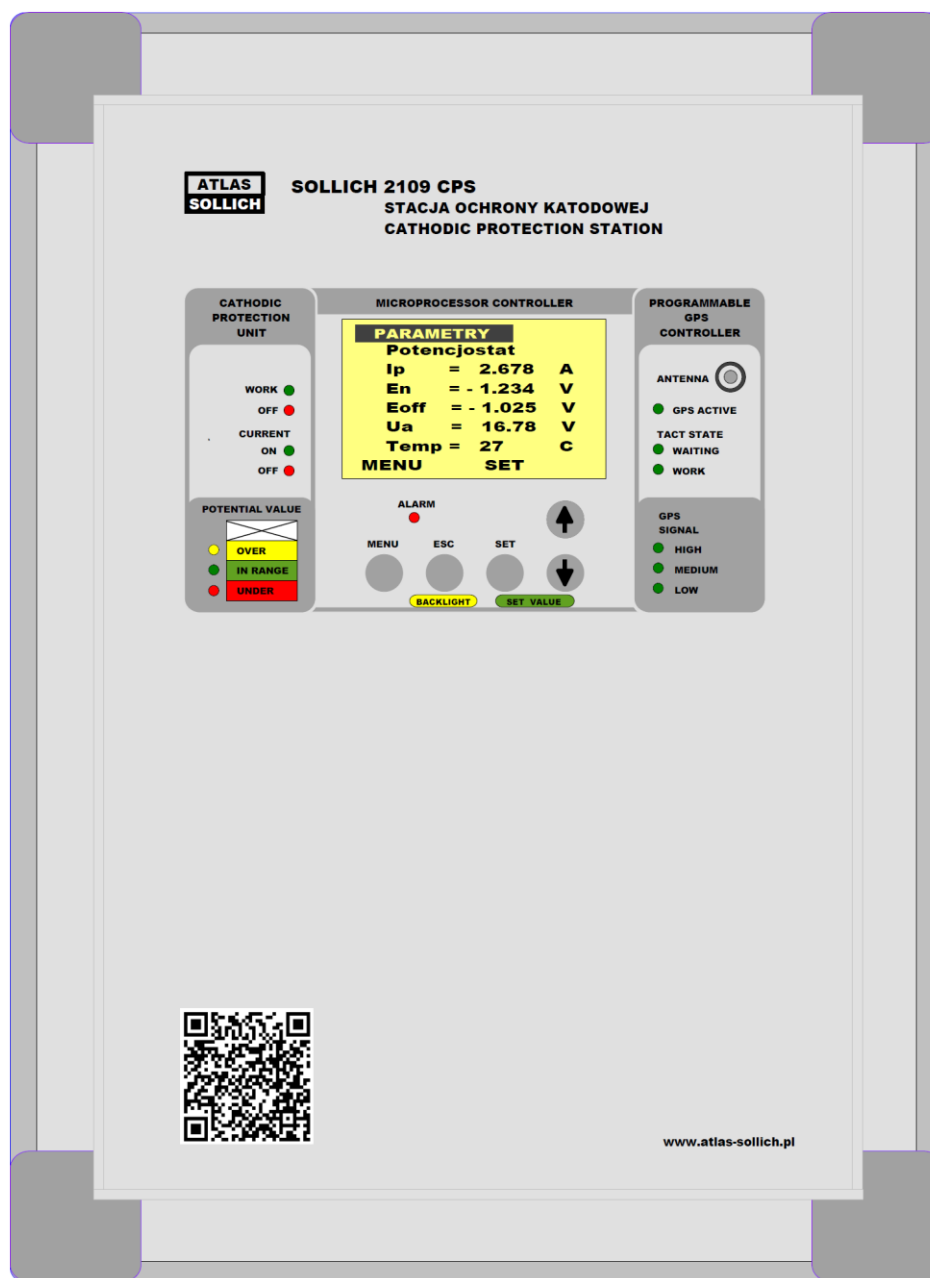 ATLAS
SOLLICH
SOLLICH 2109 CPS
STACJA OCHRONY KATODOWEJ
CATHODIC PROTECTION STATION
CATHODIC
PROTECTION
UNIT
WORK
OFF
CURRENT
ON
OFF
POTENTIAL VALUE
OVER
IN RANGE
UNDER
MICROPROCESSOR CONTROLLER
PARAMETRY
Potencjostat
Ip = 2.678 A
En = - 1.234 V
Eoff = - 1.025 V
Ua = 16.78 V
Temp = 27 C
MENU SET
ALARM
MENU ESC SET
BACKLIGHT SET VALUE
PROGRAMMABLE
GPS
CONTROLLER
ANTENNA
GPS ACTIVE
TACT STATE
WAITING
WORK
GPS
SIGNAL
HIGH
MEDIUM
LOW
www.atlas-sollich.pl